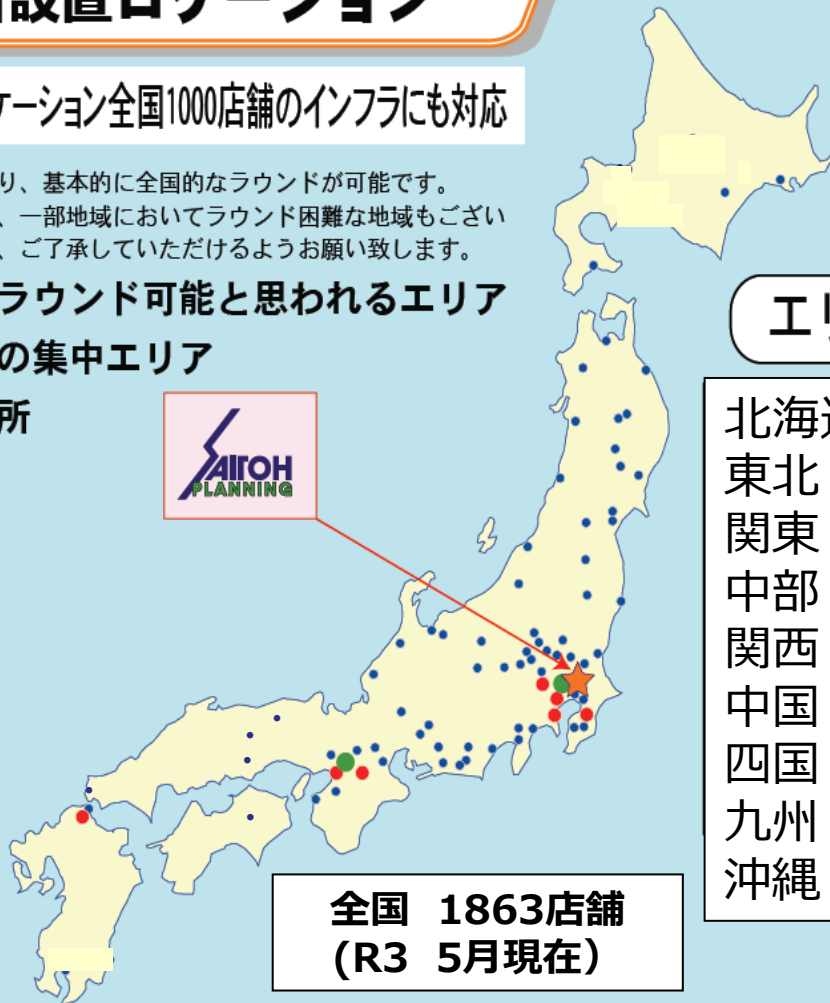 設置ロケーション
ケーション全国1000店舗のインフラにも対応
り、基本的に全国的なラウンドが可能です。
、一部地域においてラウンド困難な地域もござい
、ご了承していただけるようお願い致します。
ラウンド可能と思われるエリア
の集中エリア
所
SAITOH
PLANNING
エリ
北海道
東北
関東
中部
関西
中国
四国
九州
沖縄
全国 1863店舗
(R3 5月現在）